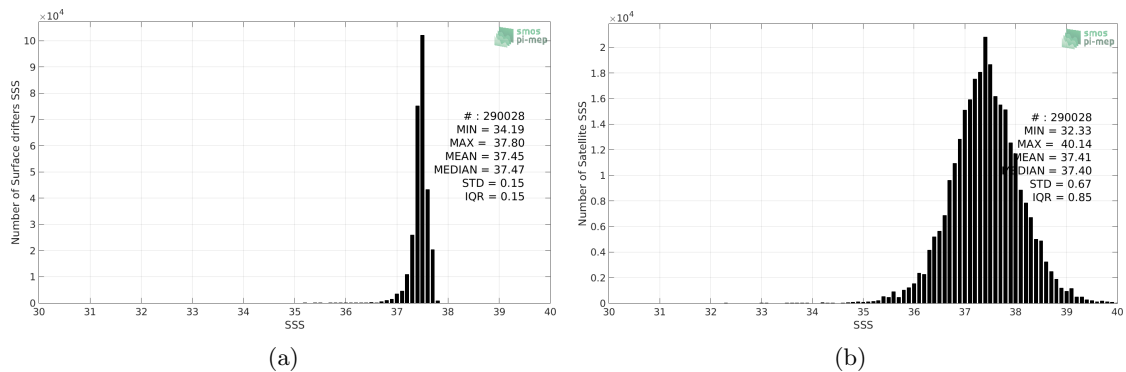 ×10⁴
10
9
8
7
6
5
4
3
2
1
0
Number of Surface drifters SSS
30 31 32 33 34 35 36 37 38 39 40
SSS
smos
pi-mep
# : 290028
MIN = 34.19
MAX = 37.80
MEAN = 37.45
MEDIAN = 37.47
STD = 0.15
IQR = 0.15
(a)
×10⁴
2
1.8
1.6
1.4
1.2
1
0.8
0.6
0.4
0.2
0
Number of Satellite SSS
30 31 32 33 34 35 36 37 38 39 40
SSS
smos
pi-mep
# : 290028
MIN = 32.33
MAX = 40.14
MEAN = 37.41
MEDIAN = 37.40
STD = 0.67
IQR = 0.85
(b)